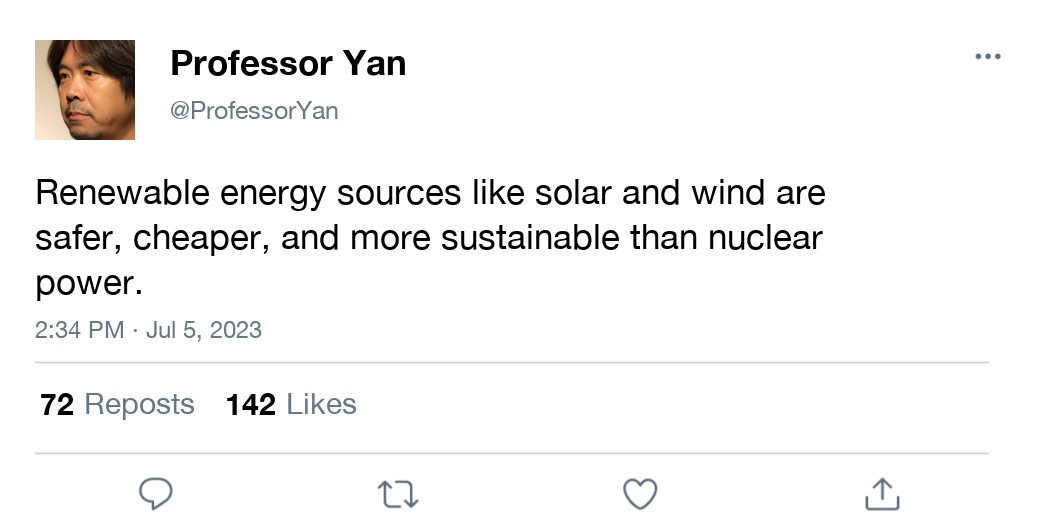 Professor Yan
@ProfessorYan
Renewable energy sources like solar and wind are
safer, cheaper, and more sustainable than nuclear
power.
2:34 PM · Jul 5, 2023
72 Reposts 142 Likes